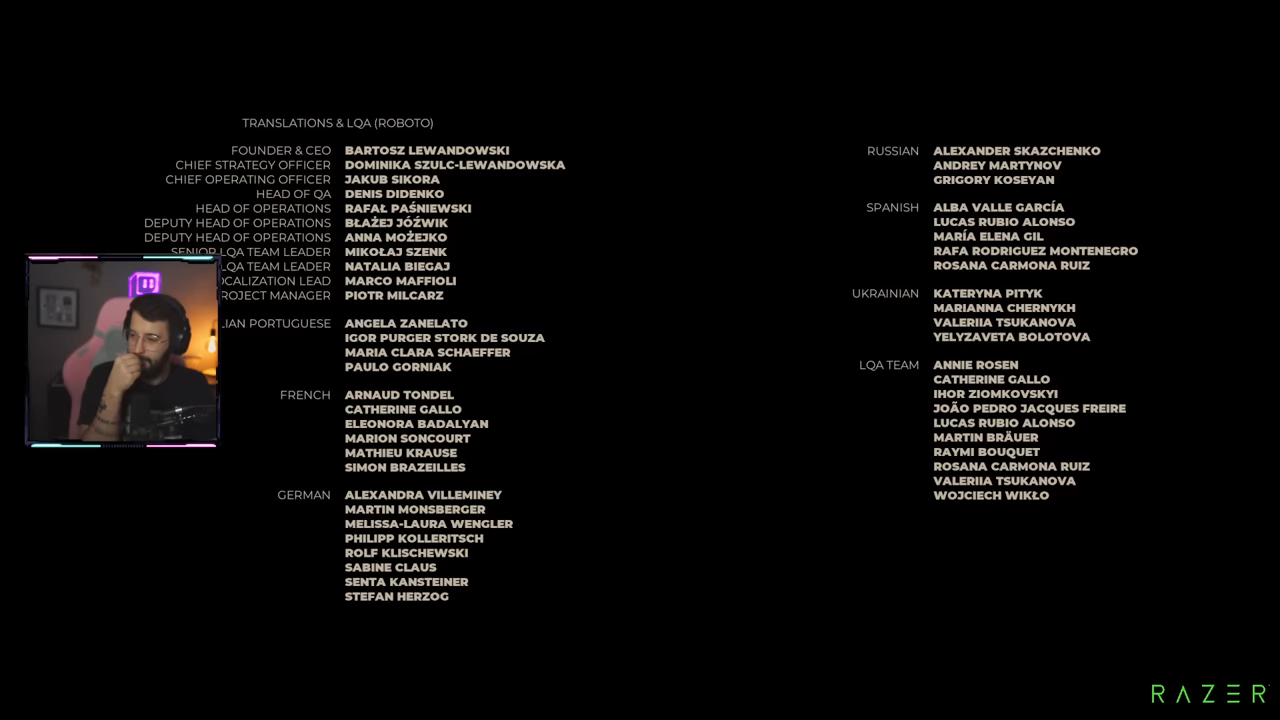 TRANSLATIONS & LQA (ROBOTO)
FOUNDER & CEO BARTOSZ LEWANDOWSKI
CHIEF STRATEGY OFFICER DOMINIKA SZULC-LEWANDOWSKA
CHIEF OPERATING OFFICER JAKUB SIKORA
HEAD OF QA DENIS DIDENKO
HEAD OF OPERATIONS RAFAŁ PAŚNIEWSKI
DEPUTY HEAD OF OPERATIONS BŁAŻEJ JÓŹWIK
DEPUTY HEAD OF OPERATIONS ANNA MOŻEJKO
SENIOR LQA TEAM LEADER MIKOŁAJ SZENK
LQA TEAM LEADER NATALIA BIEGAJ
LEAD MARCO MAFFIOLI
MANAGER PIOTR MILCARZ
PORTUGUESE ANGELA ZANELATO
IGOR PURGER STORK DE SOUZA
MARIA CLARA SCHAEFFER
PAULO GORNIAK
FRENCH ARNAUD TONDEL
CATHERINE GALLO
ELEONORA BADALYAN
MARION SONCOURT
MATHIEU KRAUSE
SIMON BRAZEILLES
GERMAN ALEXANDRA VILLEMINEY
MARTIN MONSBERGER
MELISSA-LAURA WENGLER
PHILIPP KOLLERITSCH
ROLF KLISCHEWSKI
SABINE CLAUS
SENTA KANSTEINER
STEFAN HERZOG
RUSSIAN ALEXANDER SKAZCHENKO
ANDREY MARTYNOV
GRIGORY KOSEYAN
SPANISH ALBA VALLE GARCÍA
LUCAS RUBIO ALONSO
MARÍA ELENA GIL
RAFA RODRIGUEZ MONTENEGRO
ROSANA CARMONA RUIZ
UKRAINIAN KATERYNA PITYK
MARIANNA CHERNYKH
VALERIIA TSUKANOVA
YELYZAVETA BOLOTOVA
LQA TEAM ANNIE ROSEN
CATHERINE GALLO
IHOR ZIOMKOVSKYI
JOÃO PEDRO JACQUES FREIRE
LUCAS RUBIO ALONSO
MARTIN BRÄUER
RAYMI BOUQUET
ROSANA CARMONA RUIZ
VALERIIA TSUKANOVA
WOJCIECH WIKŁO
RAZER